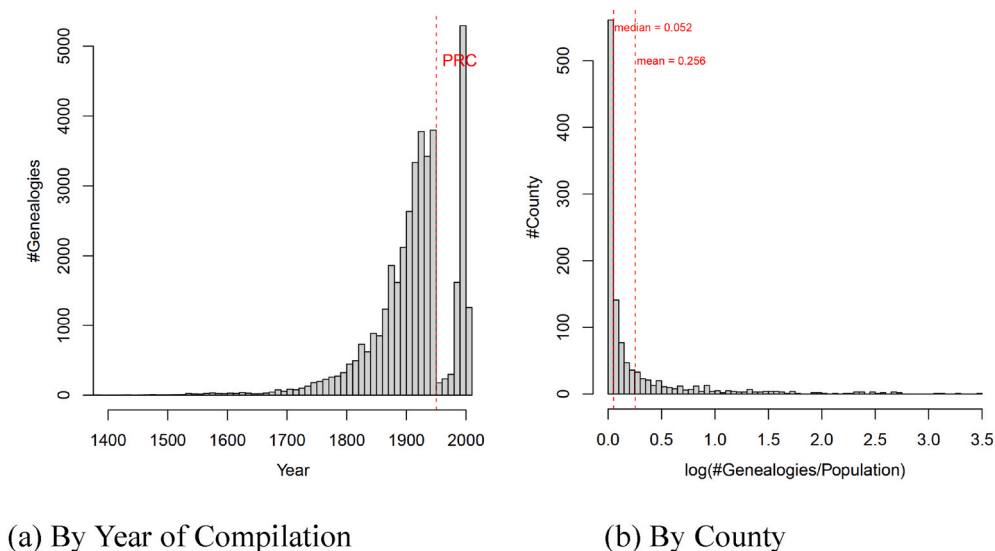 #Genealogies
5000
4000
3000
2000
1000
0
PRC
1400 1500 1600 1700 1800 1900 2000
Year
(a) By Year of Compilation
#County
500
400
300
200
100
0
median = 0.052
mean = 0.256
0.0 0.5 1.0 1.5 2.0 2.5 3.0 3.5
log(#Genealogies/Population)
(b) By County